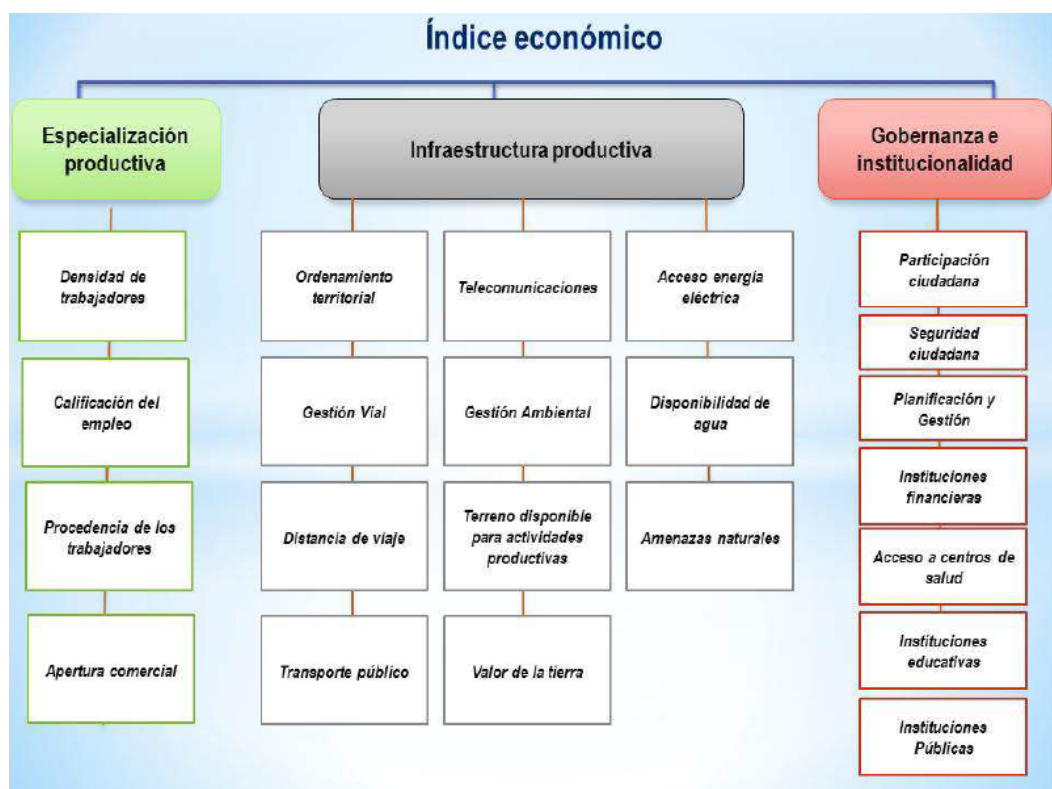 Índice económico
Especialización
productiva
Infraestructura productiva
Gobernanza e
institucionalidad
Densidad de
trabajadores
Calificación del
empleo
Procedencia de los
trabajadores
Apertura comercial
Ordenamiento
territorial
Gestión Vial
Distancia de viaje
Transporte público
Telecomunicaciones
Gestión Ambiental
Terreno disponible
para actividades
productivas
Valor de la tierra
Acceso energía
eléctrica
Disponibilidad de
agua
Amenazas naturales
Participación
ciudadana
Seguridad
ciudadana
Planificación y
Gestión
Instituciones
financieras
Acceso a centros de
salud
Instituciones
educativas
Instituciones
Públicas